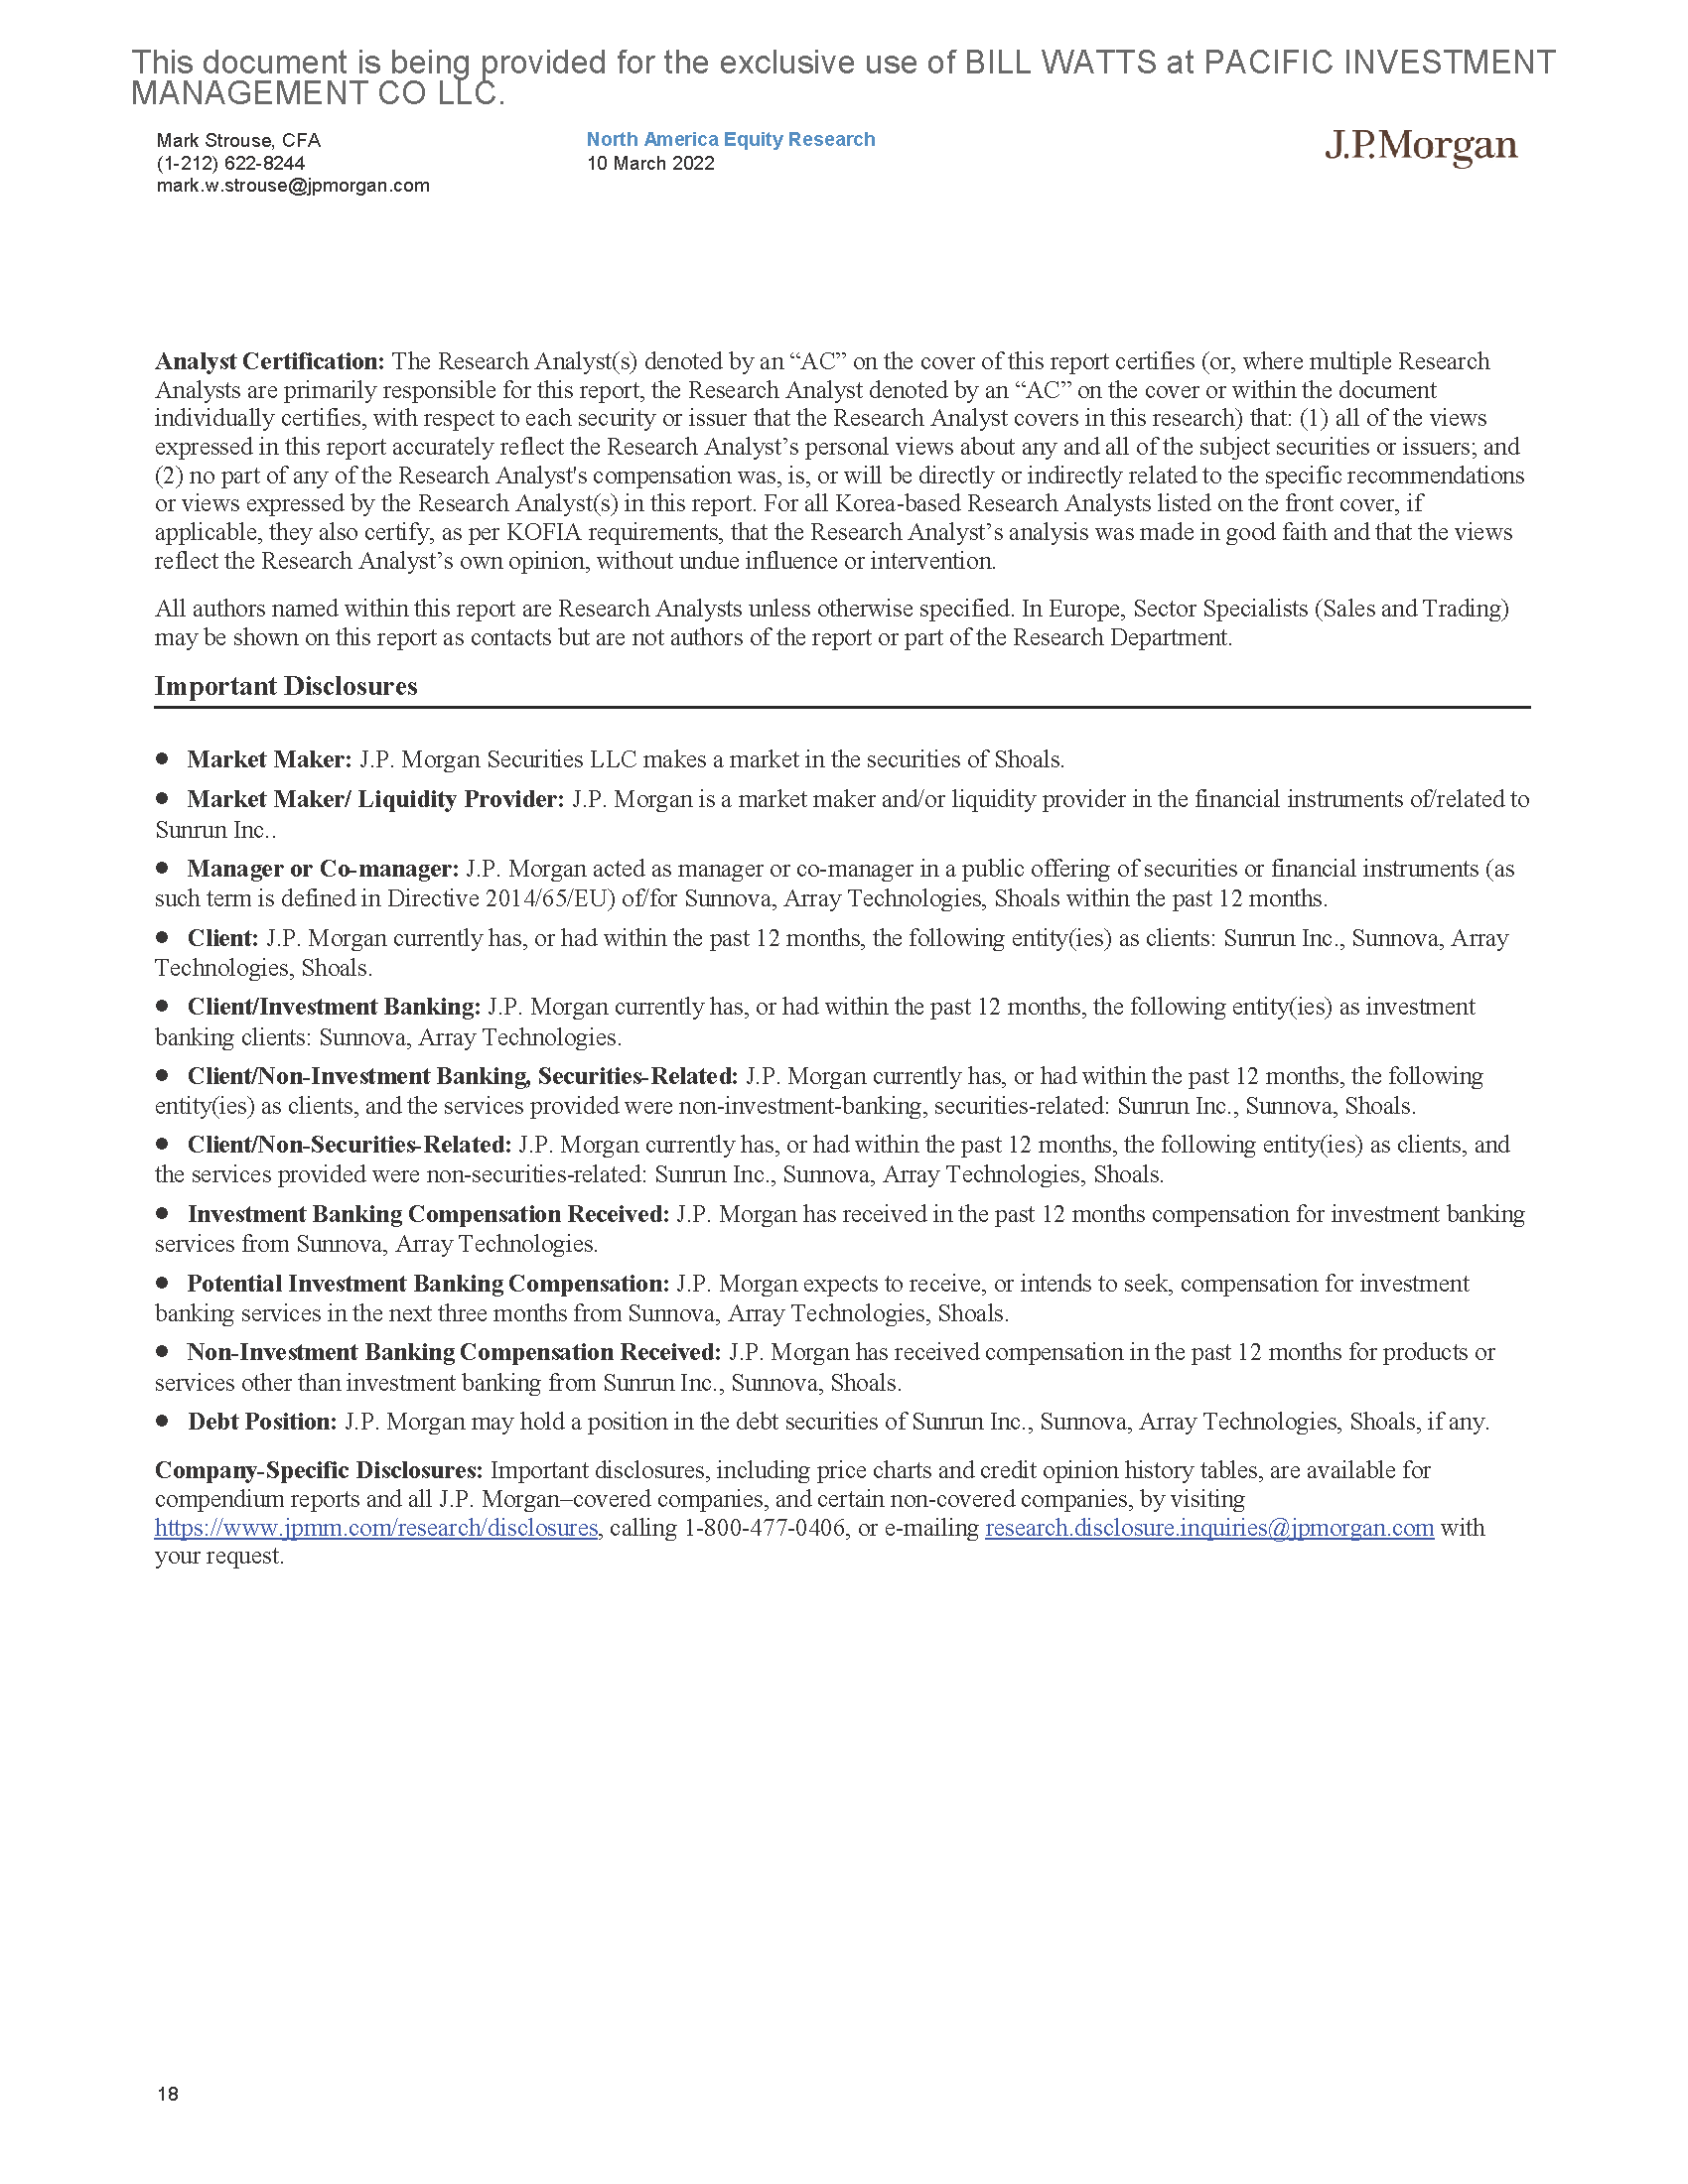 This document is being provided for the exclusive use of BILL WATTS at PACIFIC INVESTMENT
MANAGEMENT CO LLC.
Mark Strouse, CFA
(1-212) 622-8244
mark.w.strouse@jpmorgan.com
North America Equity Research
10 March 2022
J.P.Morgan
Analyst Certification: The Research Analyst(s) denoted by an “AC” on the cover of this report certifies (or, where multiple Research
Analysts are primarily responsible for this report, the Research Analyst denoted by an “AC” on the cover or within the document
individually certifies, with respect to each security or issuer that the Research Analyst covers in this research) that: (1) all of the views
expressed in this report accurately reflect the Research Analyst’s personal views about any and all of the subject securities or issuers; and
(2) no part of any of the Research Analyst's compensation was, is, or will be directly or indirectly related to the specific recommendations
or views expressed by the Research Analyst(s) in this report. For all Korea-based Research Analysts listed on the front cover, if
applicable, they also certify, as per KOFIA requirements, that the Research Analyst’s analysis was made in good faith and that the views
reflect the Research Analyst’s own opinion, without undue influence or intervention.
All authors named within this report are Research Analysts unless otherwise specified. In Europe, Sector Specialists (Sales and Trading)
may be shown on this report as contacts but are not authors of the report or part of the Research Department.
Important Disclosures
● Market Maker: J.P. Morgan Securities LLC makes a market in the securities of Shoals.
● Market Maker/ Liquidity Provider: J.P. Morgan is a market maker and/or liquidity provider in the financial instruments of/related to
Sunrun Inc..
● Manager or Co-manager: J.P. Morgan acted as manager or co-manager in a public offering of securities or financial instruments (as
such term is defined in Directive 2014/65/EU) of/for Sunnova, Array Technologies, Shoals within the past 12 months.
● Client: J.P. Morgan currently has, or had within the past 12 months, the following entity(ies) as clients: Sunrun Inc., Sunnova, Array
Technologies, Shoals.
● Client/Investment Banking: J.P. Morgan currently has, or had within the past 12 months, the following entity(ies) as investment
banking clients: Sunnova, Array Technologies.
● Client/Non-Investment Banking, Securities-Related: J.P. Morgan currently has, or had within the past 12 months, the following
entity(ies) as clients, and the services provided were non-investment-banking, securities-related: Sunrun Inc., Sunnova, Shoals.
● Client/Non-Securities-Related: J.P. Morgan currently has, or had within the past 12 months, the following entity(ies) as clients, and
the services provided were non-securities-related: Sunrun Inc., Sunnova, Array Technologies, Shoals.
● Investment Banking Compensation Received: J.P. Morgan has received in the past 12 months compensation for investment banking
services from Sunnova, Array Technologies.
● Potential Investment Banking Compensation: J.P. Morgan expects to receive, or intends to seek, compensation for investment
banking services in the next three months from Sunnova, Array Technologies, Shoals.
● Non-Investment Banking Compensation Received: J.P. Morgan has received compensation in the past 12 months for products or
services other than investment banking from Sunrun Inc., Sunnova, Shoals.
● Debt Position: J.P. Morgan may hold a position in the debt securities of Sunrun Inc., Sunnova, Array Technologies, Shoals, if any.
Company-Specific Disclosures: Important disclosures, including price charts and credit opinion history tables, are available for
compendium reports and all J.P. Morgan–covered companies, and certain non-covered companies, by visiting
https://www.jpmm.com/research/disclosures, calling 1-800-477-0406, or e-mailing research.disclosure.inquiries@jpmorgan.com with
your request.
18